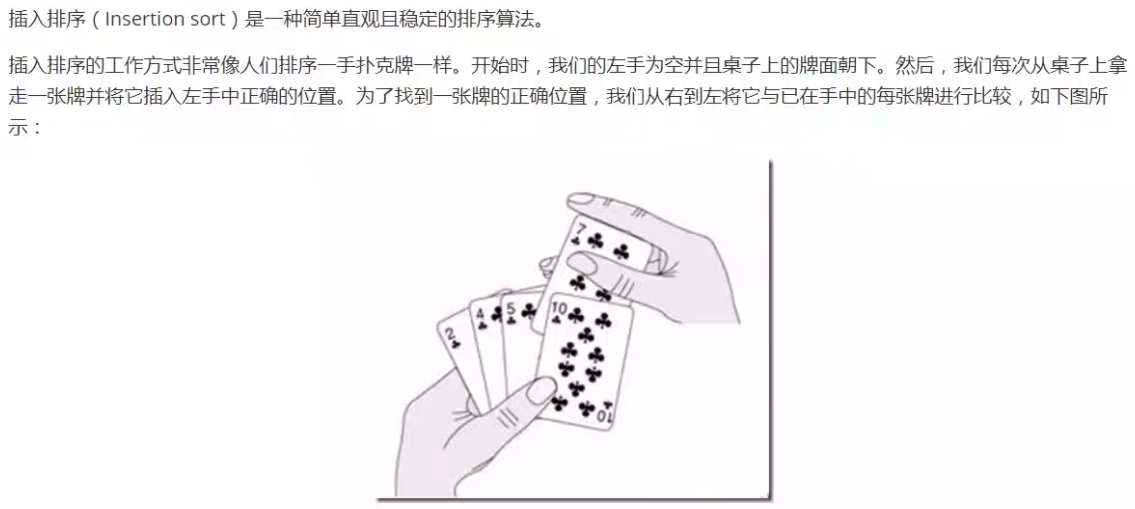 插入排序（Insertion sort）是一种简单直观且稳定的排序算法。
插入排序的工作方式非常像人们排序一手扑克牌一样。开始时，我们的左手为空并且桌子上的牌面朝下。然后，我们每次从桌子上拿
走一张牌并将它插入左手中正确的位置。为了找到一张牌的正确位置，我们从右到左将它与已在手中的每张牌进行比较，如下图所
示：
7
2
4
5
10
10